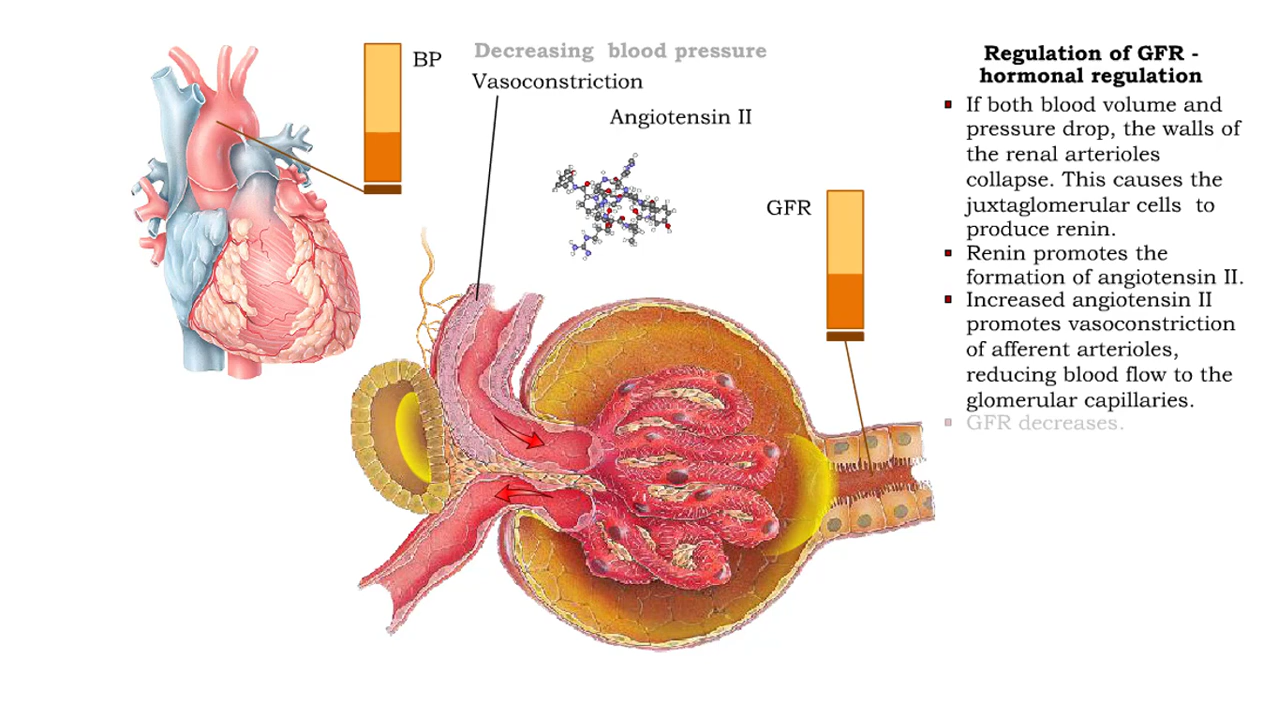 BP
Decreasing blood pressure
Vasoconstriction
Angiotensin II
GFR
Regulation of GFR -
hormonal regulation
If both blood volume and
pressure drop, the walls of
the renal arterioles
collapse. This causes the
juxtaglomerular cells to
produce renin.
Renin promotes the
formation of angiotensin II.
Increased angiotensin II
promotes vasoconstriction
of afferent arterioles,
reducing blood flow to the
glomerular capillaries.
GFR decreases.